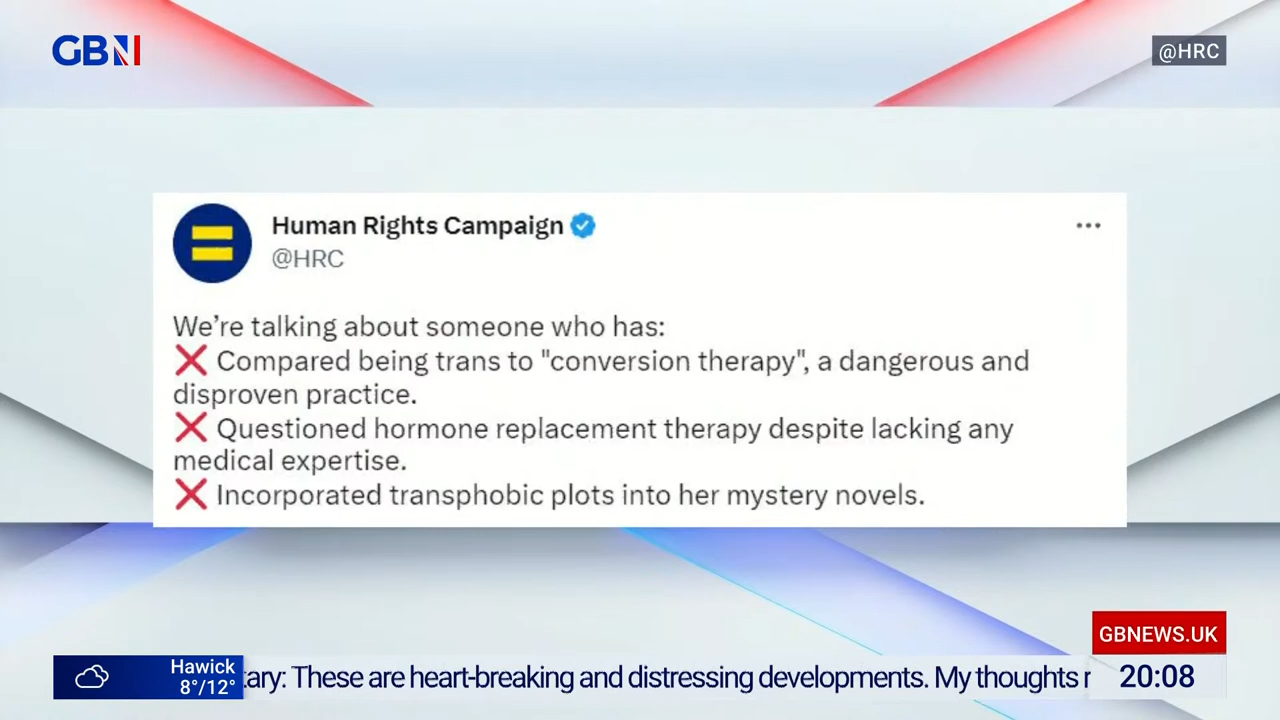 GBN
@HRC
Human Rights Campaign
@HRC
We're talking about someone who has:
❌ Compared being trans to "conversion therapy", a dangerous and
disproven practice.
❌ Questioned hormone replacement therapy despite lacking any
medical expertise.
❌ Incorporated transphobic plots into her mystery novels.
GBNEWS.UK
Hawick
8°/12°
tary: These are heart-breaking and distressing developments. My thoughts
20:08